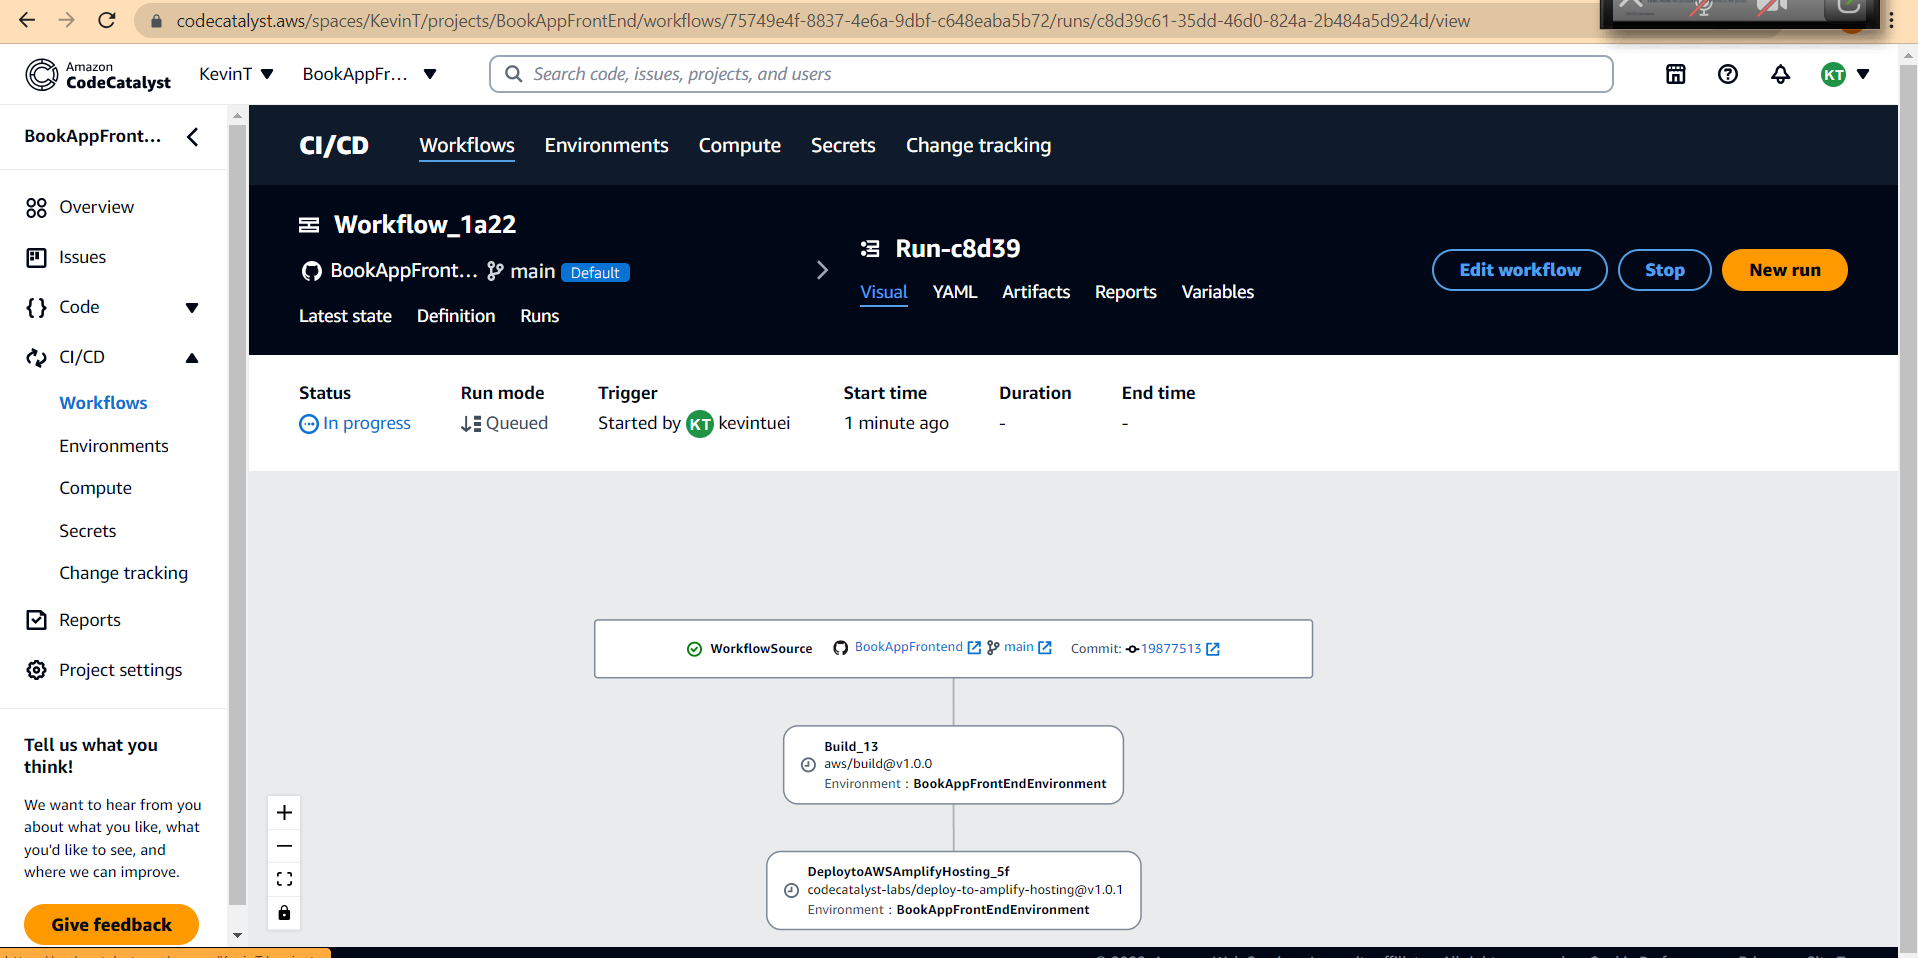 codecatalyst.aws/spaces/KevinT/projects/BookAppFrontEnd/workflows/75749e4f-8837-4e6a-9dbf-c648eaba5b72/runs/c8d39c61-35dd-46d0-824a-2b484a5d924d/view
Amazon
CodeCatalyst
KevinT
BookAppFr...
Search code, issues, projects, and users
KT
BookAppFront...
Overview
Issues
Code
CI/CD
Workflows
Environments
Compute
Secrets
Change tracking
Reports
Project settings
Tell us what you
think!
We want to hear from you
about what you like, what
you'd like to see, and
where we can improve.
Give feedback
CI/CD
Workflows
Environments
Compute
Secrets
Change tracking
Workflow_1a22
BookAppFront... main Default
Latest state
Definition
Runs
Run-c8d39
Visual
YAML
Artifacts
Reports
Variables
Edit workflow
Stop
New run
Status
In progress
Run mode
Queued
Trigger
Started by KT kevintuei
Start time
1 minute ago
Duration
-
End time
-
WorkflowSource BookAppFrontend main Commit: 19877513
Build_13
aws/build@v1.0.0
Environment : BookAppFrontEndEnvironment
DeploytoAWSAmplifyHosting_5f
codecatalyst-labs/deploy-to-amplify-hosting@v1.0.1
Environment : BookAppFrontEndEnvironment